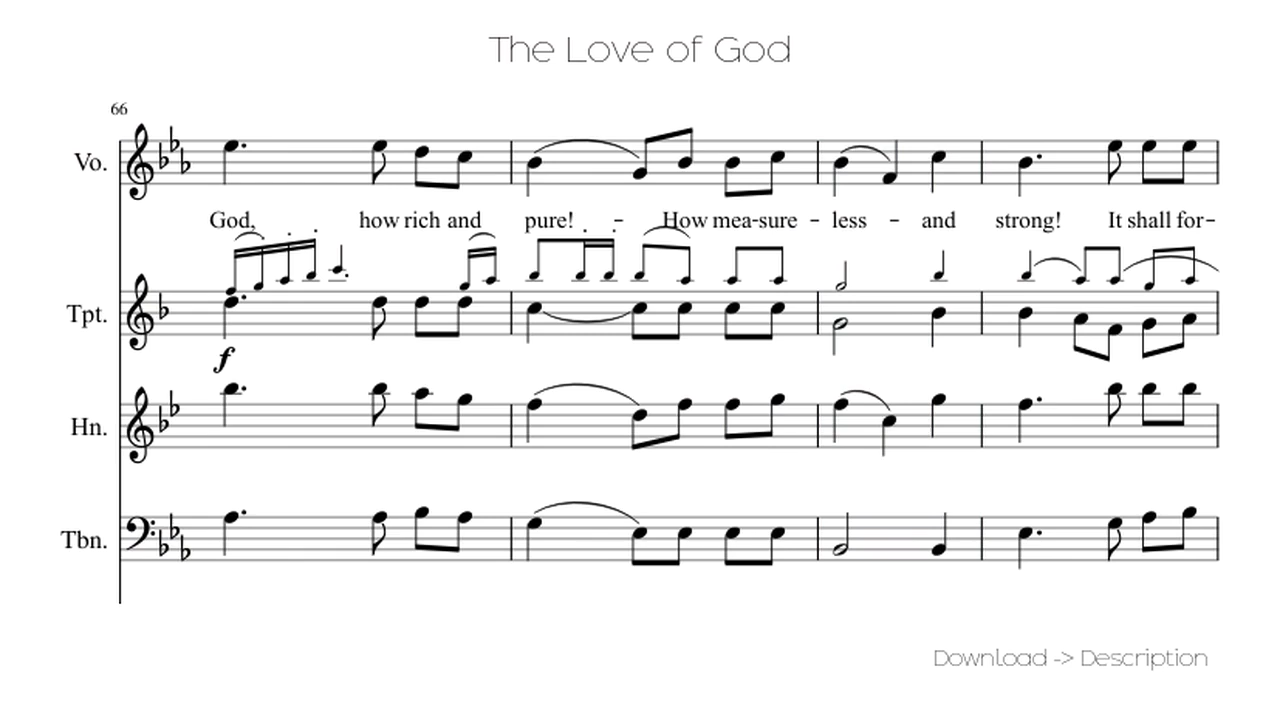 The Love of God
66
Vo.
God, how rich and pure! - How mea-sure - less - and strong! It shall for-
Tpt.
f
Hn.
Tbn.
Download -> Description